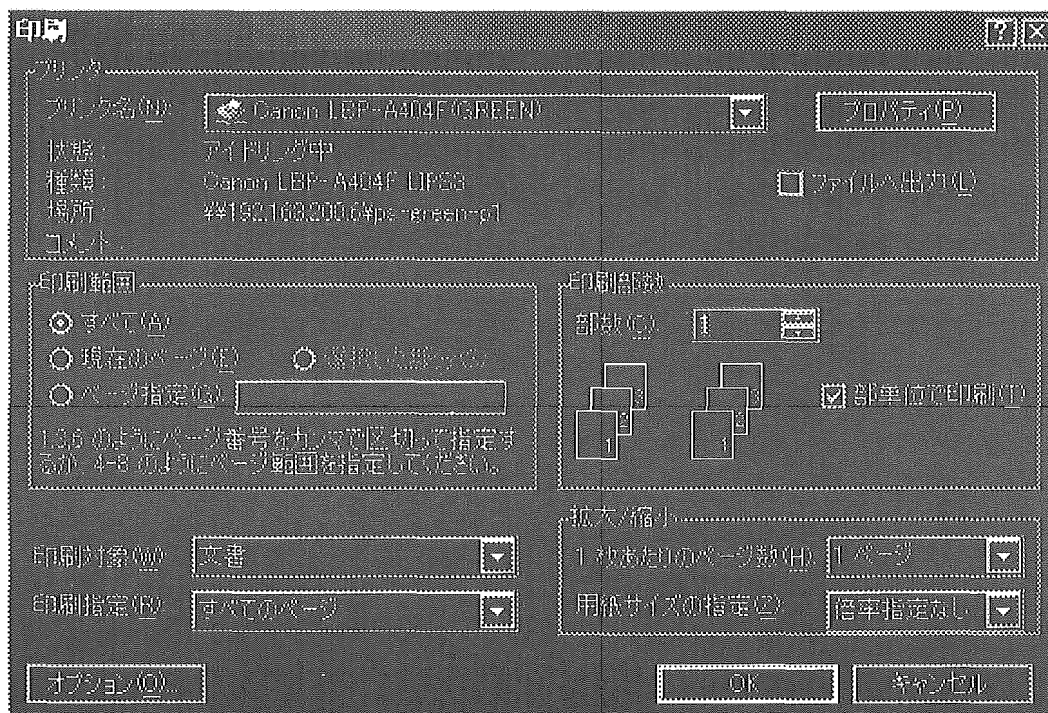 印刷
プリンタ
プリンタ名(N): Canon LBP-A404F(GREEN) プロパティ(P)
状態: アイドリング中
種類: Canon LBP-A404F LIPS3 ファイルへ出力(L)
場所: ¥¥192.168.200.6¥ps-green-p1
コメント:
印刷範囲
すべて(A)
現在のページ(E) 選択した部分(S)
ページ指定(G):
1,3,6 のようにページ番号をカンマで区切って指定す
るか、4-8 のようにページ範囲を指定してください。
印刷部数
部数(C): 1
部単位で印刷(T)
1 2 3 1 2 3
印刷対象(W): 文書
印刷指定(R): すべてのページ
拡大/縮小
1 枚あたりのページ数(H): 1 ページ
用紙サイズの指定(Z): 倍率指定なし
オプション(O)... OK キャンセル